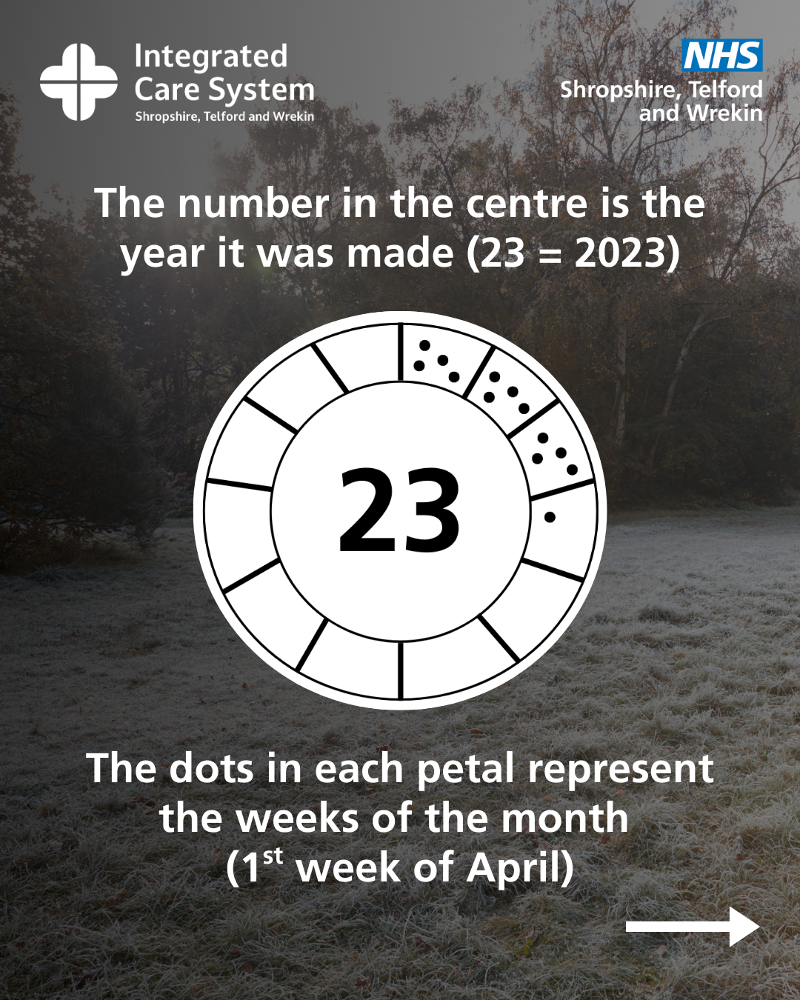 Integrated
Care System
Shropshire, Telford and Wrekin
NHS
Shropshire, Telford
and Wrekin
The number in the centre is the
year it was made (23 = 2023)
23
The dots in each petal represent
the weeks of the month
(1st week of April)